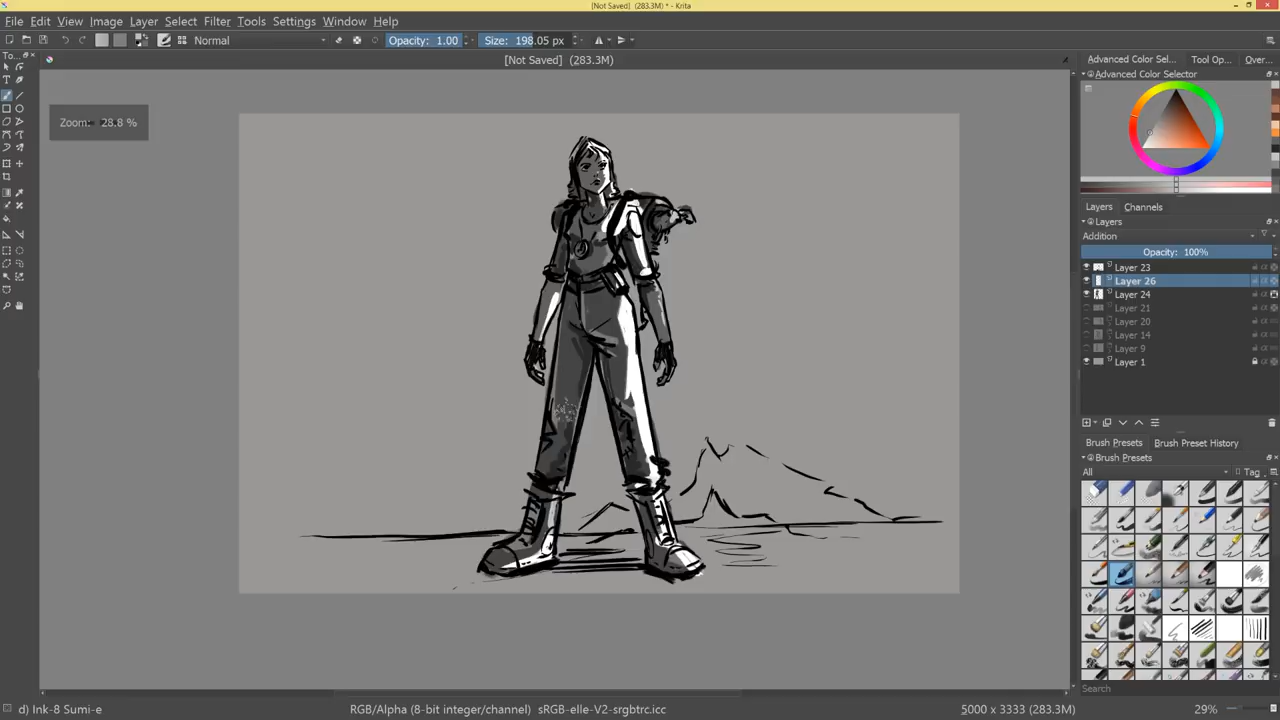 [Not Saved] (283.3M) * - Krita
File Edit View Image Layer Select Filter Tools Settings Window Help
Normal Opacity: 1.00 Size: 198.05 px
To... [Not Saved] (283.3M) Advanced Color Sel... Tool Op... Over...
Advanced Color Selector
Zoom: 28.8 %
Layers Channels
Layers
Addition
Opacity: 100%
Layer 23
Layer 26
Layer 24
Layer 21
Layer 20
Layer 14
Layer 9
Layer 1
Brush Presets Brush Preset History
Brush Presets
All Tag
Search
d) Ink-8 Sumi-e RGB/Alpha (8-bit integer/channel) sRGB-elle-V2-srgbtrc.icc 5000 x 3333 (283.3M) 29%